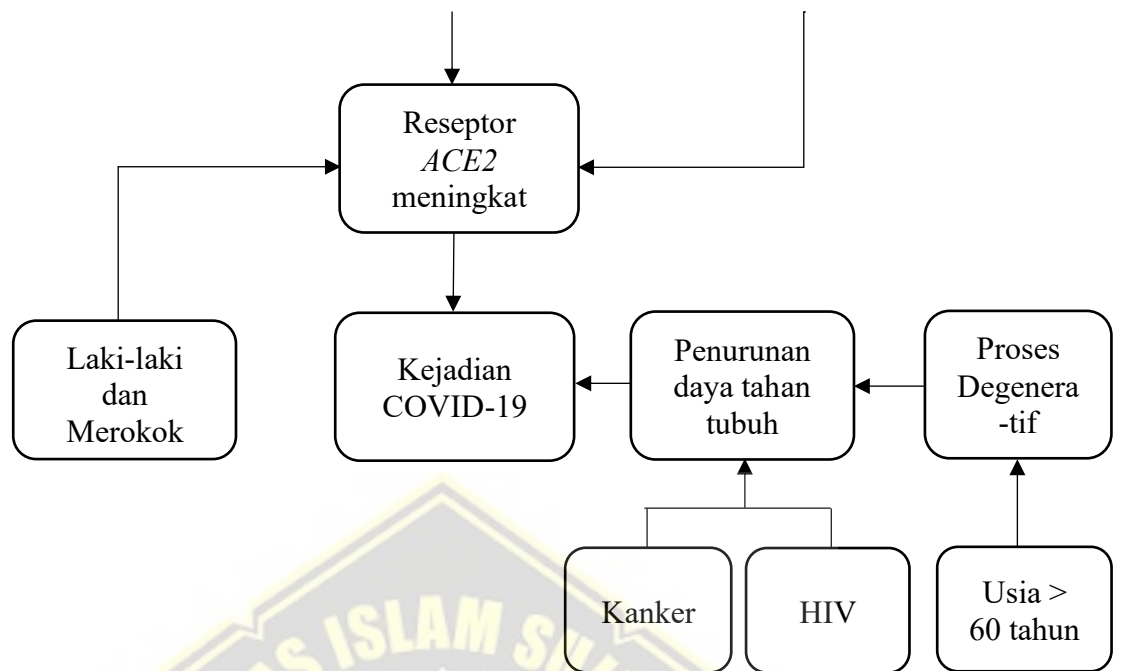 Reseptor
ACE2
meningkat
Laki-laki
dan
Merokok
Kejadian
COVID-19
Penurunan
daya tahan
tubuh
Proses
Degenera
-tif
Kanker
HIV
Usia >
60 tahun
ISLAM